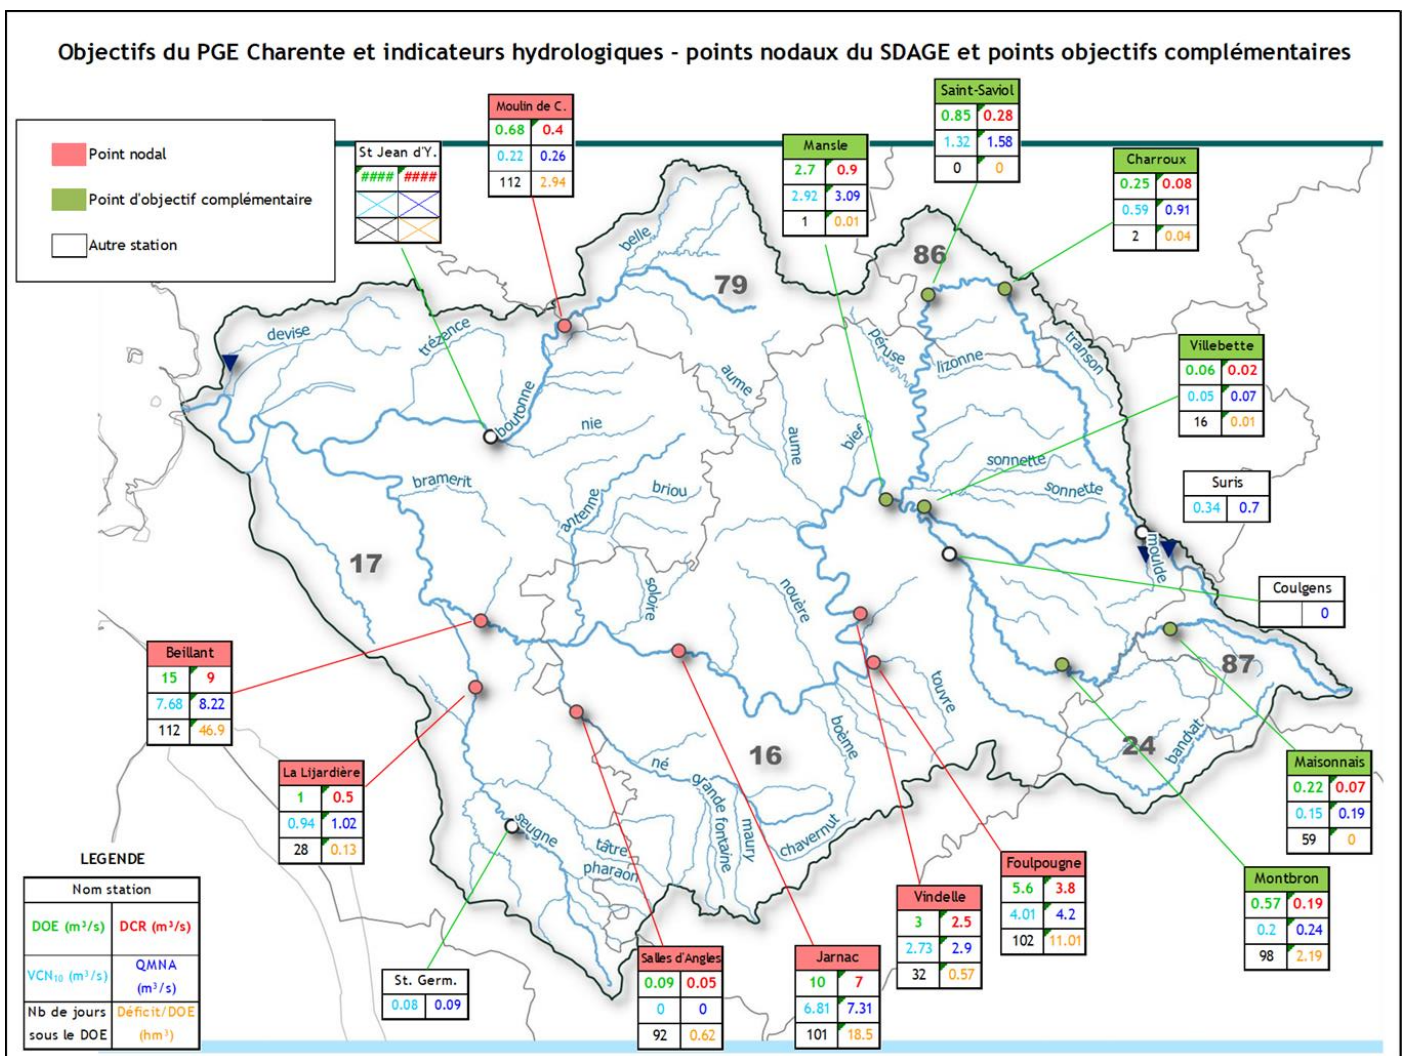 Objectifs du PGE Charente et indicateurs hydrologiques - points nodaux du SDAGE et points objectifs complémentaires
Point nodal
Point d'objectif complémentaire
Autre station
St Jean d'Y.
#### ####
Moulin de C.
0.68 0.4
0.22 0.26
112 2.94
Mansle
2.7 0.9
2.92 3.09
1 0.01
Saint-Saviol
0.85 0.28
1.32 1.58
0 0
Charroux
0.25 0.08
0.59 0.91
2 0.04
Villebette
0.06 0.02
0.05 0.07
16 0.01
Suris
0.34 0.7
Coulgens
0
belle
79
86
devise
trézence
boutonne
nie
aume
aume
bief
péruse
lizonne
transon
sonnette
sonnette
moulde
bramerit
antenne
briou
17
soloire
nouère
touvre
87
24
bandiat
16
boème
né
grande fontaine
maury
chavernut
seugne
tâtre
pharaon
Beillant
15 9
7.68 8.22
112 46.9
La Lijardière
1 0.5
0.94 1.02
28 0.13
St. Germ.
0.08 0.09
Salles d'Angles
0.09 0.05
0 0
92 0.62
Jarnac
10 7
6.81 7.31
101 18.5
Vindelle
3 2.5
2.73 2.9
32 0.57
Foulpougne
5.6 3.8
4.01 4.2
102 11.01
Montbron
0.57 0.19
0.2 0.24
98 2.19
Maisonnais
0.22 0.07
0.15 0.19
59 0
LEGENDE
Nom station
DOE (m³/s) DCR (m³/s)
VCN₁₀ (m³/s) QMNA (m³/s)
Nb de jours sous le DOE Déficit/DOE (hm³)